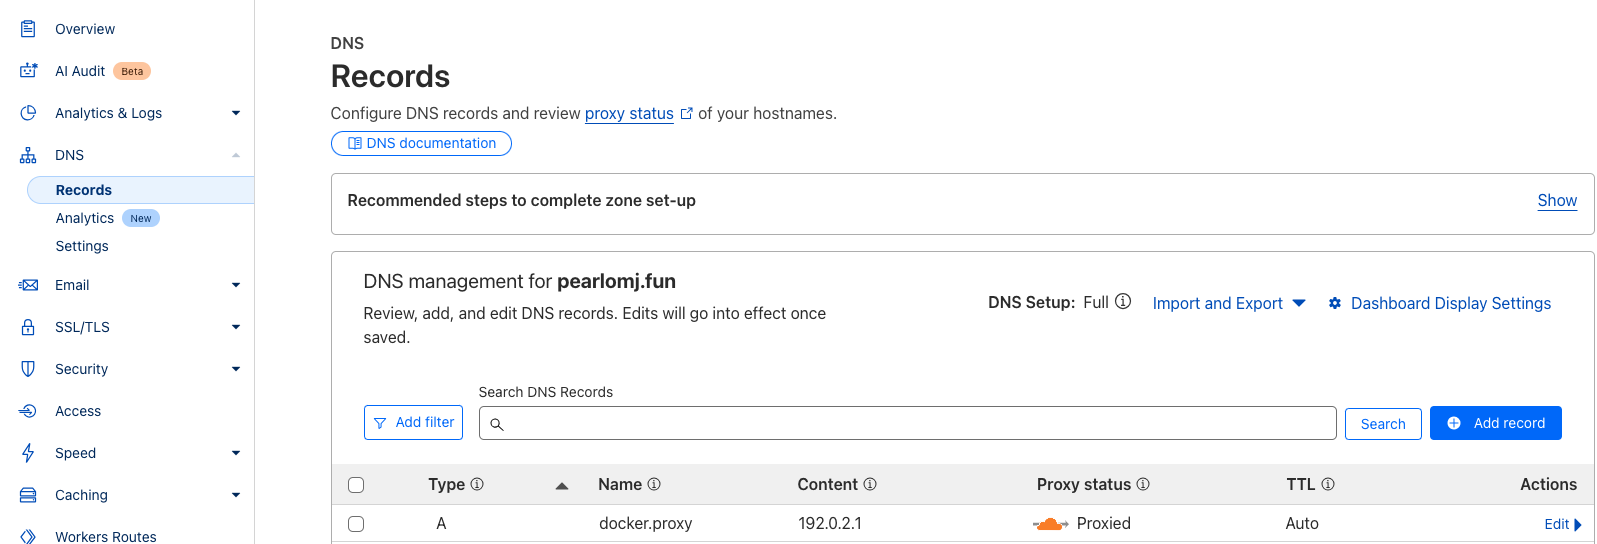 Overview
AI Audit Beta
Analytics & Logs
DNS
Records
Analytics New
Settings
Email
SSL/TLS
Security
Access
Speed
Caching
Workers Routes
DNS
Records
Configure DNS records and review proxy status of your hostnames.
DNS documentation
Recommended steps to complete zone set-up Show
DNS management for pearlomj.fun
Review, add, and edit DNS records. Edits will go into effect once
saved.
DNS Setup: Full Import and Export Dashboard Display Settings
Search DNS Records
Add filter Search Add record
Type Name Content Proxy status TTL Actions
A docker.proxy 192.0.2.1 Proxied Auto Edit